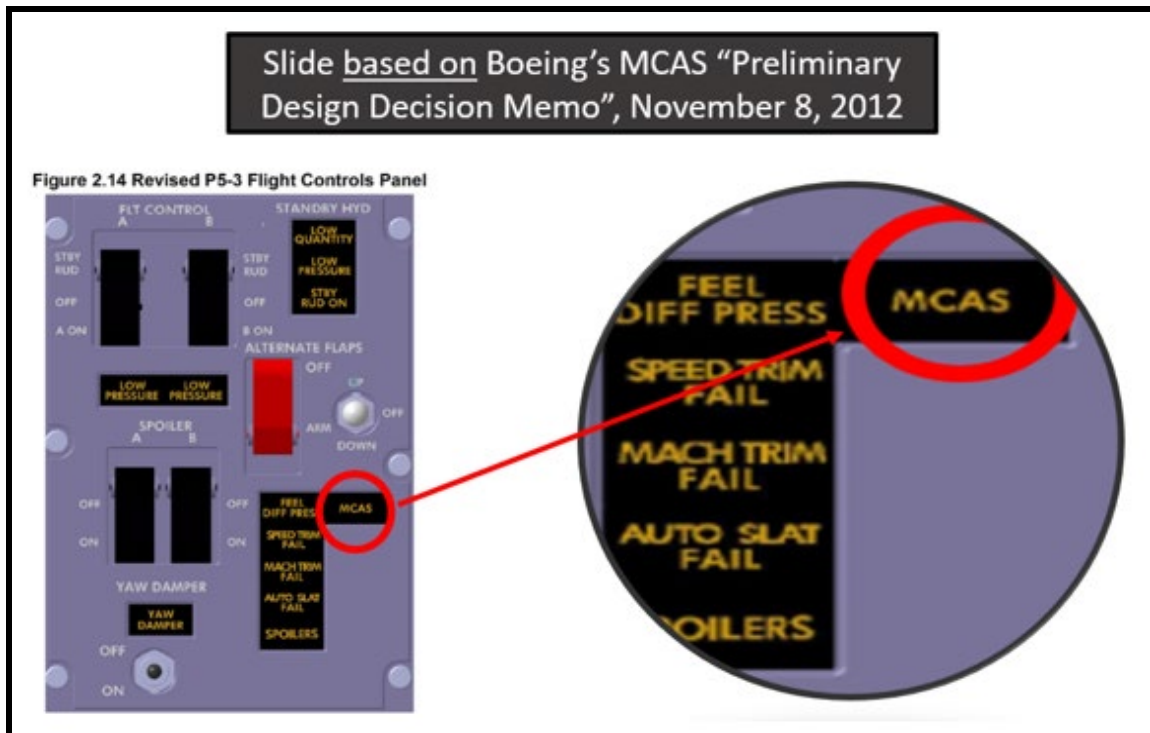 Slide based on Boeing's MCAS “Preliminary
Design Decision Memo”, November 8, 2012
Figure 2.14 Revised P5-3 Flight Controls Panel
FLT CONTROL
A B
STANDBY HYD
LOW
QUANTITY
LOW
PRESSURE
STBY
RUD ON
STBY
RUD
OFF
A ON
STBY
RUD
OFF
B ON
ALTERNATE FLAPS
OFF
ARM
UP
OFF
DOWN
LOW
PRESSURE
LOW
PRESSURE
SPOILER
A B
OFF
ON
OFF
ON
FEEL
DIFF PRESS
MCAS
SPEED TRIM
FAIL
MACH TRIM
FAIL
AUTO SLAT
FAIL
SPOILERS
YAW DAMPER
YAW
DAMPER
OFF
ON
FEEL
DIFF PRESS
MCAS
SPEED TRIM
FAIL
MACH TRIM
FAIL
AUTO SLAT
FAIL
POILERS